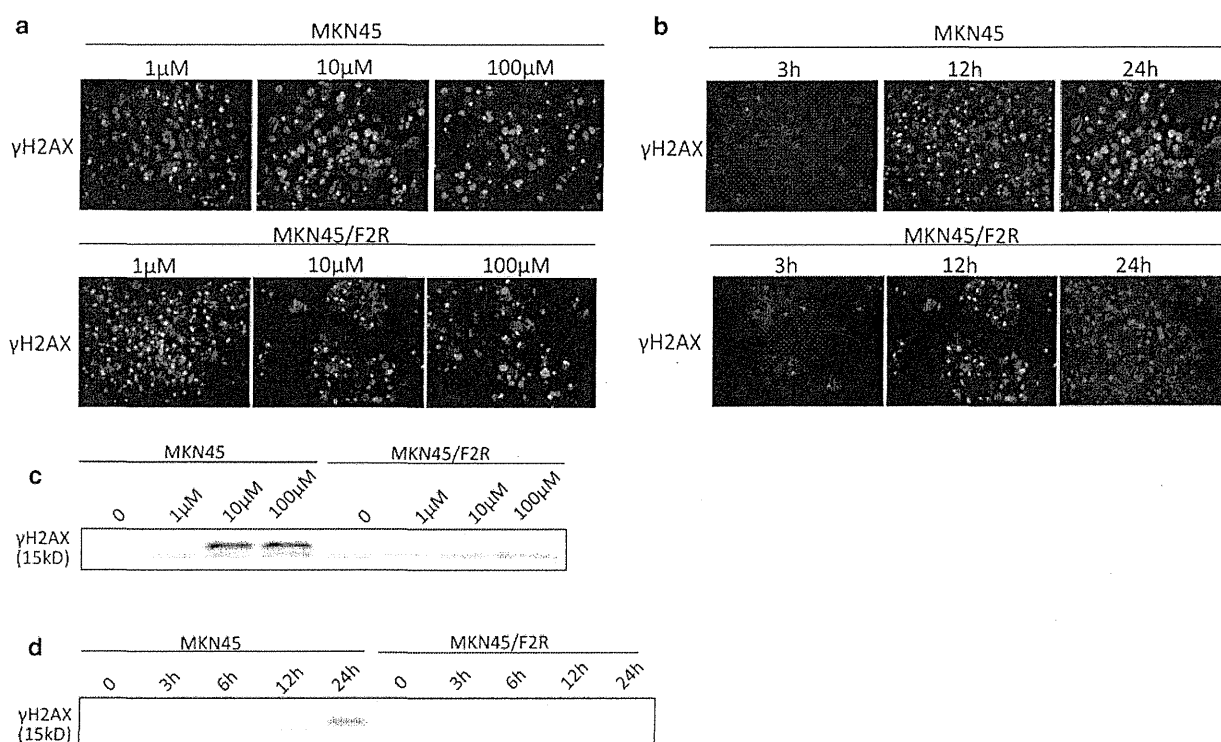 a
MKN45
1μM 10μM 100μM
γH2AX
MKN45/F2R
1μM 10μM 100μM
γH2AX
b
MKN45
3h 12h 24h
γH2AX
MKN45/F2R
3h 12h 24h
γH2AX
c
MKN45 MKN45/F2R
0 1μM 10μM 100μM 0 1μM 10μM 100μM
γH2AX
(15kD)
d
MKN45 MKN45/F2R
0 3h 6h 12h 24h 0 3h 6h 12h 24h
γH2AX
(15kD)